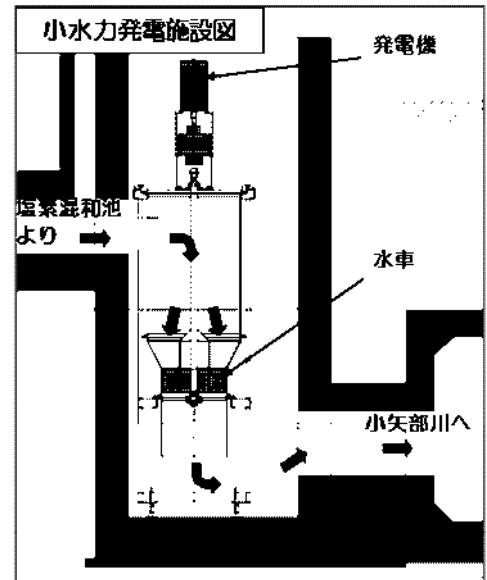 小水力発電施設図
発電機
塩素混和池
より
水車
小矢部川へ